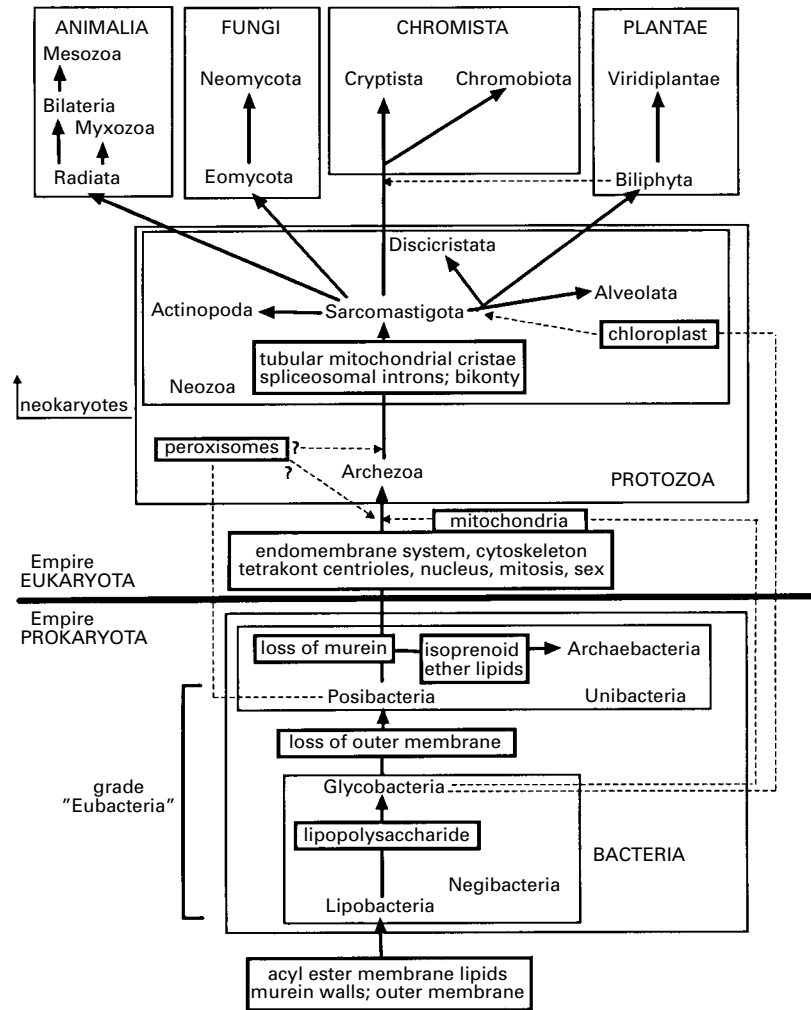 ANIMALIA
FUNGI
CHROMISTA
PLANTAE
Mesozoa
Bilateria
Myxozoa
Radiata
Neomycota
Eomycota
Cryptista
Chromobiota
Viridiplantae
Biliphyta
Discicristata
Actinopoda
Sarcomastigota
Alveolata
chloroplast
tubular mitochondrial cristae
spliceosomal introns; bikonty
Neozoa
neokaryotes
peroxisomes
?
?
Archezoa
PROTOZOA
mitochondria
endomembrane system, cytoskeleton
tetrakont centrioles, nucleus, mitosis, sex
Empire
EUKARYOTA
Empire
PROKARYOTA
loss of murein
isoprenoid
ether lipids
Archaebacteria
Posibacteria
Unibacteria
loss of outer membrane
grade
"Eubacteria"
Glycobacteria
lipopolysaccharide
BACTERIA
Negibacteria
Lipobacteria
acyl ester membrane lipids
murein walls; outer membrane